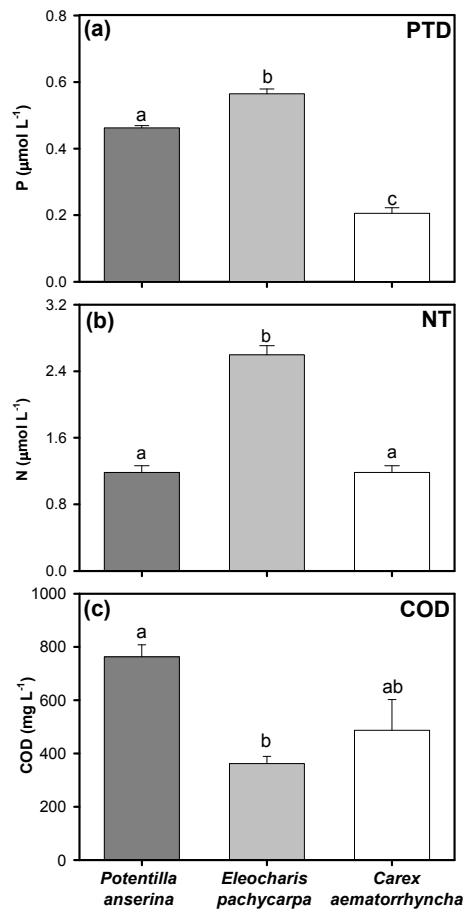 (a) PTD
0.8
a b
0.6
P (µmol L⁻¹)
0.4
c
0.2
0.0
3.2
(b) NT
b
2.4
N (µmol L⁻¹)
1.6
a a
0.8
0.0
1000
(c) COD
a
800
ab
COD (mg L⁻¹)
600
b
400
200
0
Potentilla Eleocharis Carex
anserina pachycarpa aematorrhyncha